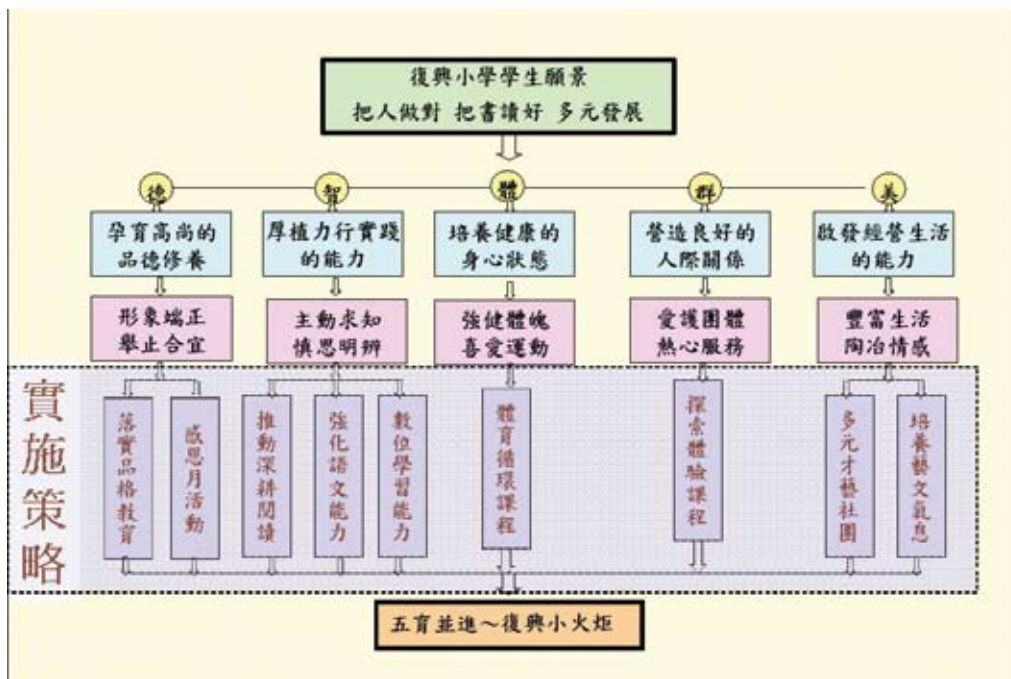 復興小學學生願景
把人做對 把書讀好 多元發展
德
智
體
群
美
孕育高尚的
品德修養
厚植力行實踐
的能力
培養健康的
身心狀態
營造良好的
人際關係
啟發經營生活
的能力
形象端正
舉止合宜
主動求知
慎思明辨
強健體魄
喜愛運動
愛護團體
熱心服務
豐富生活
陶冶情感
實施策略
落實品格教育
感恩月活動
推動深耕閱讀
強化語文能力
數位學習能力
體育循環課程
探索體驗課程
多元才藝社團
培養藝文氣息
五育並進～復興小火炬